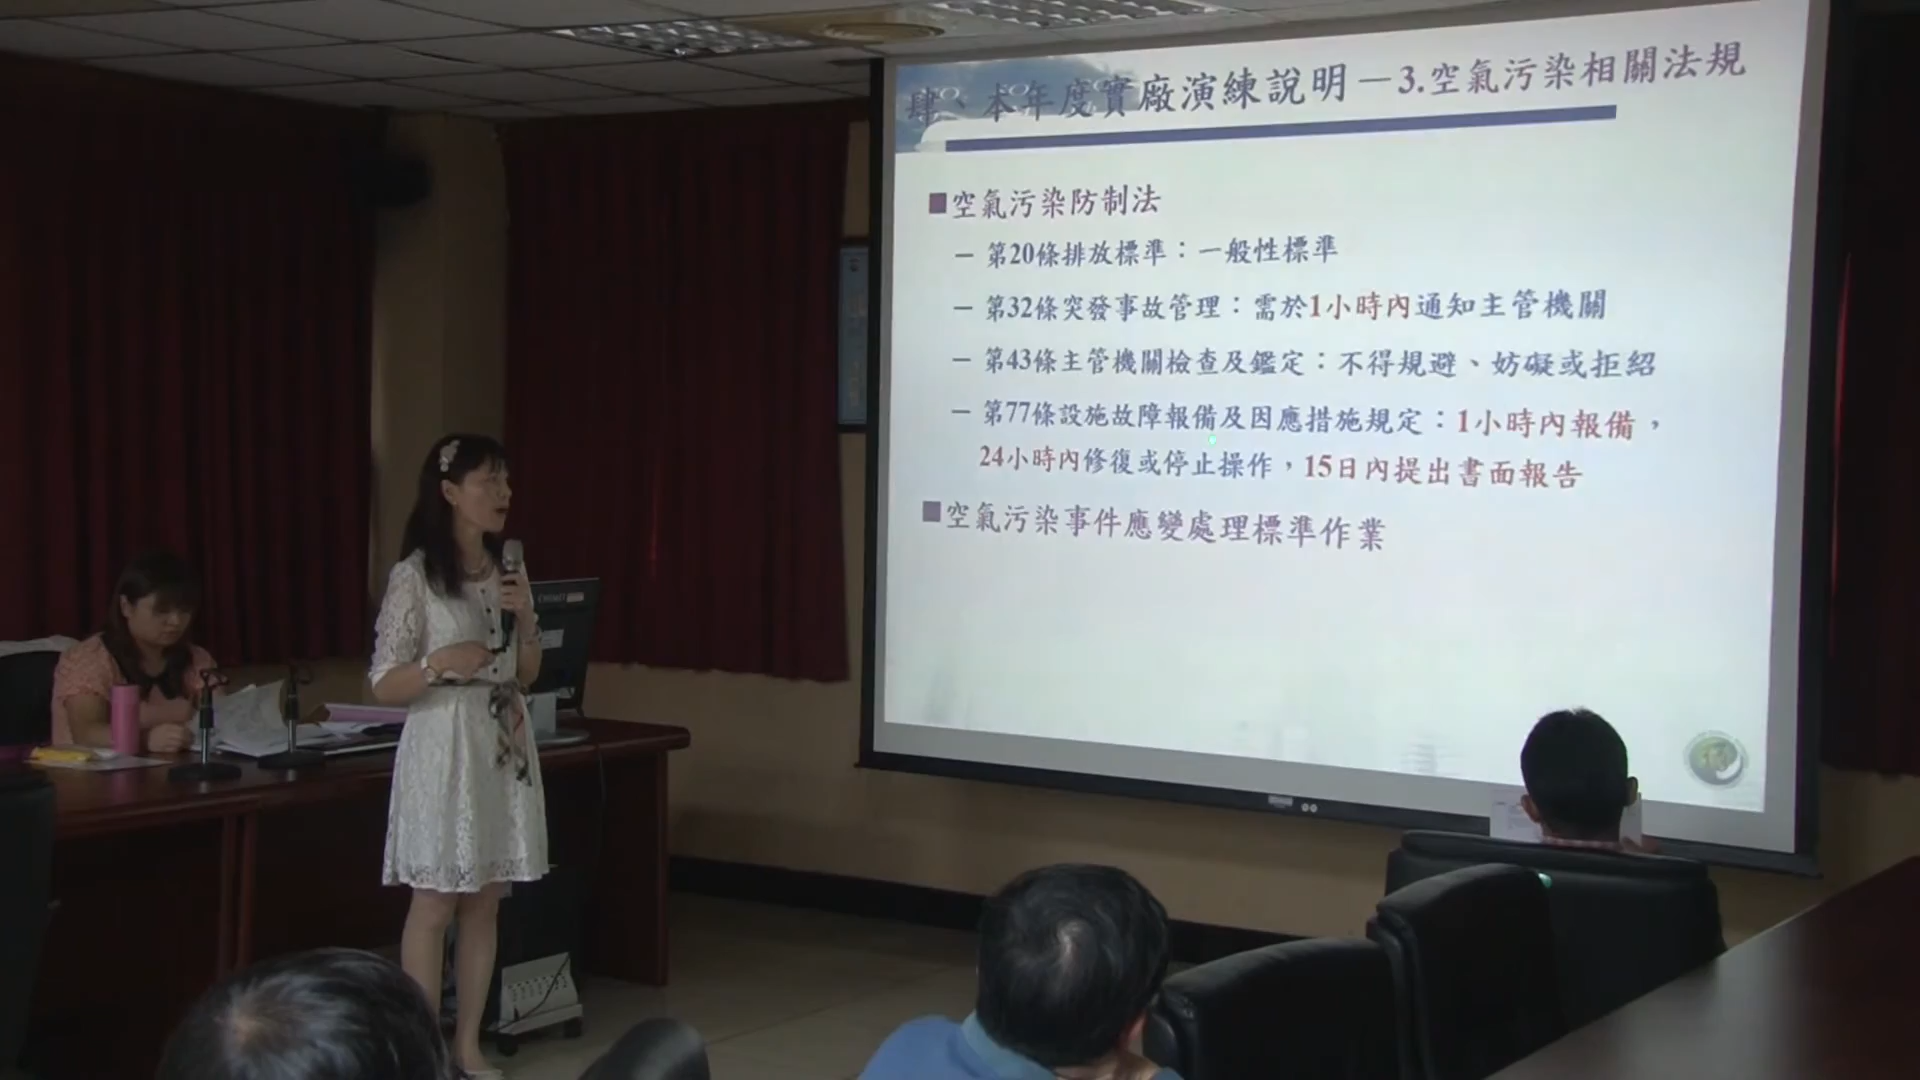 肆、本年度實廠演練說明－3.空氣污染相關法規
■空氣污染防制法
－ 第20條排放標準：一般性標準
－ 第32條突發事故管理：需於1小時內通知主管機關
－ 第43條主管機關檢查及鑑定：不得規避、妨礙或拒紹
－ 第77條設施故障報備及因應措施規定：1小時內報備，
24小時內修復或停止操作，15日內提出書面報告
■空氣污染事件應變處理標準作業